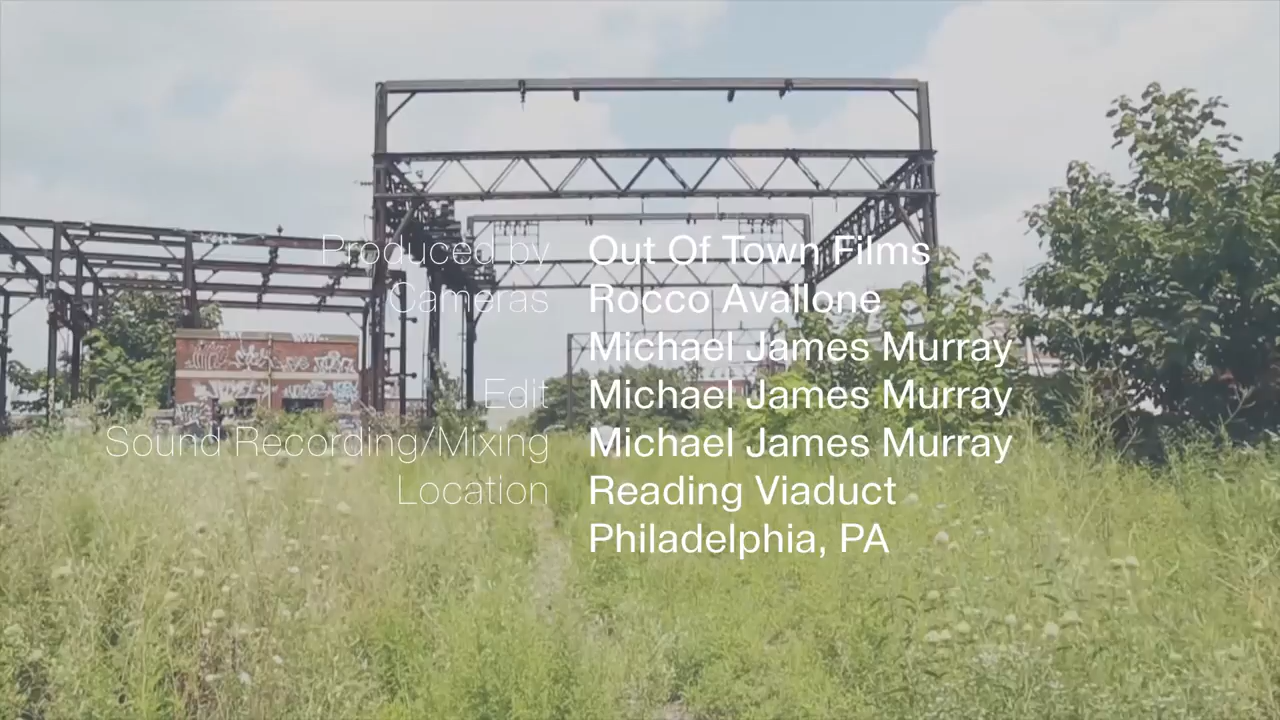 Produced by Out Of Town Films
Cameras Rocco Avallone
Michael James Murray
Edit Michael James Murray
Sound Recording/Mixing Michael James Murray
Location Reading Viaduct
Philadelphia, PA